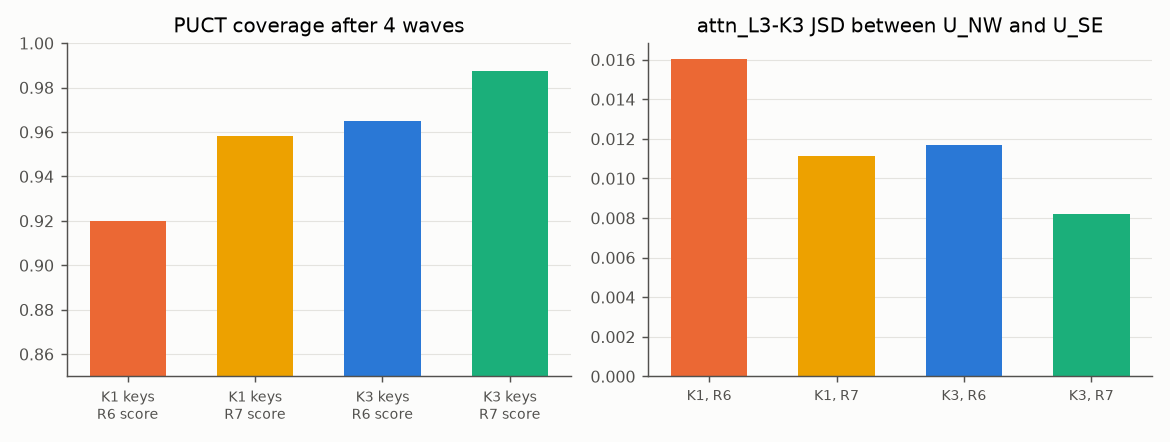 PUCT coverage after 4 waves
1.00
0.98
0.96
0.94
0.92
0.90
0.88
0.86
K1 keys
R6 score
K1 keys
R7 score
K3 keys
R6 score
K3 keys
R7 score
attn_L3-K3 JSD between U_NW and U_SE
0.016
0.014
0.012
0.010
0.008
0.006
0.004
0.002
0.000
K1, R6
K1, R7
K3, R6
K3, R7